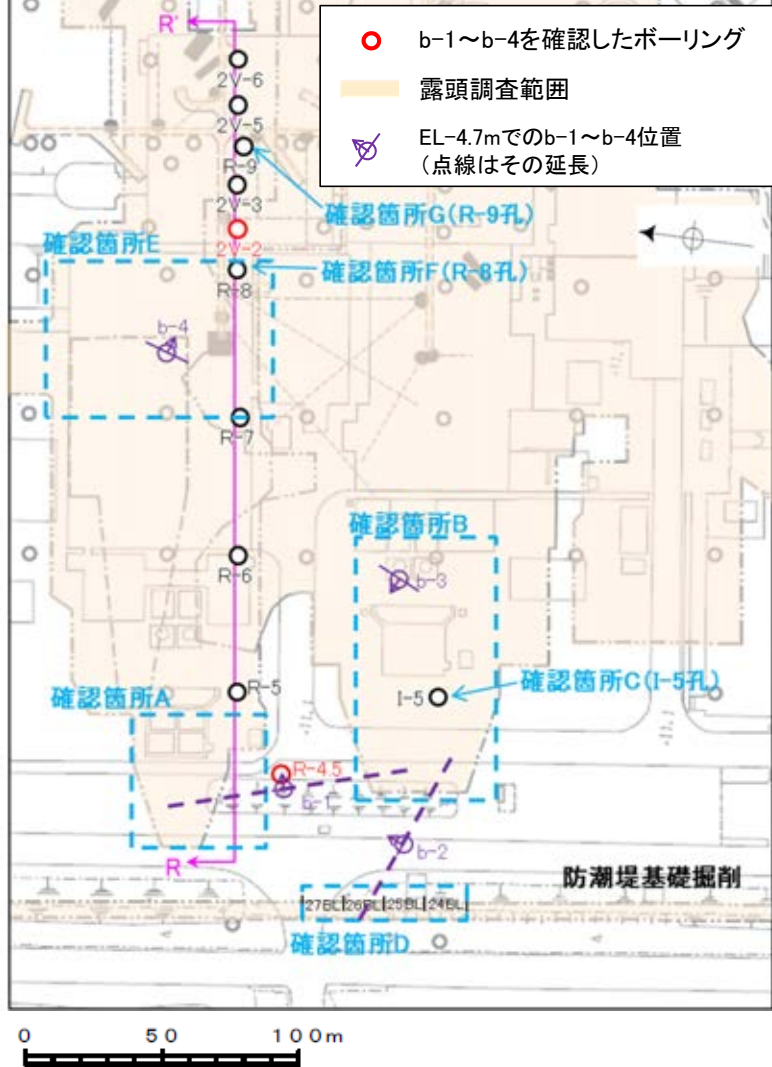 b-1～b-4を確認したボーリング
露頭調査範囲
EL-4.7mでのb-1～b-4位置
(点線はその延長)
R'
2V-6
2V-5
R-9
2V-3
確認箇所G(R-9孔)
確認箇所E
2V-2
確認箇所F(R-8孔)
R-8
b-4
R-7
確認箇所B
R-6
b-3
R-5
I-5
確認箇所C(I-5孔)
確認箇所A
-11.1
-11.1
R-4.5
b-1
b-2
R
防潮堤基礎掘削
27BL 26BL 25BL 24BL
確認箇所D
0 50 100m